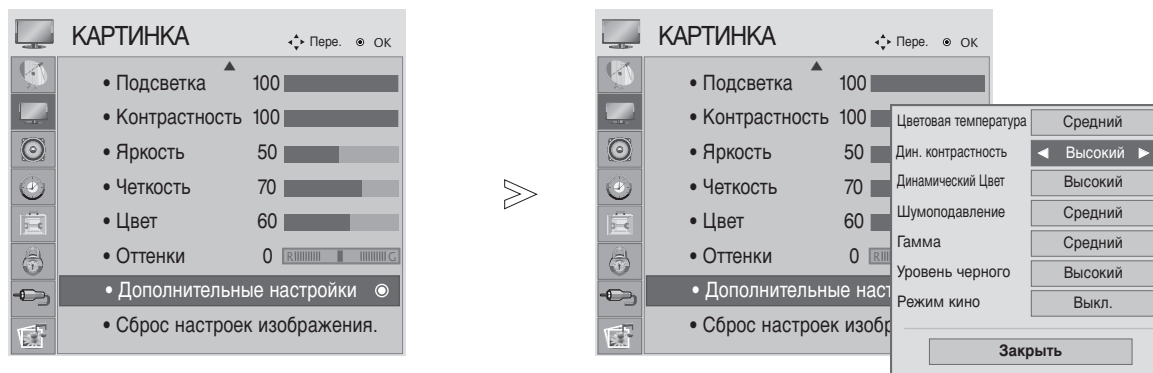 КАРТИНКА
Пере. ОК
• Подсветка 100
• Контрастность 100
• Яркость 50
• Четкость 70
• Цвет 60
• Оттенки 0 R G
• Дополнительные настройки
• Сброс настроек изображения.
КАРТИНКА
Пере. ОК
• Подсветка 100
• Контрастность 100
• Яркость 50
• Четкость 70
• Цвет 60
• Оттенки 0 R
• Дополнительные наст
• Сброс настроек изобр
Цветовая температура Средний
Дин. контрастность ◀ Высокий ▶
Динамический Цвет Высокий
Шумоподавление Средний
Гамма Средний
Уровень черного Высокий
Режим кино Выкл.
Закрыть